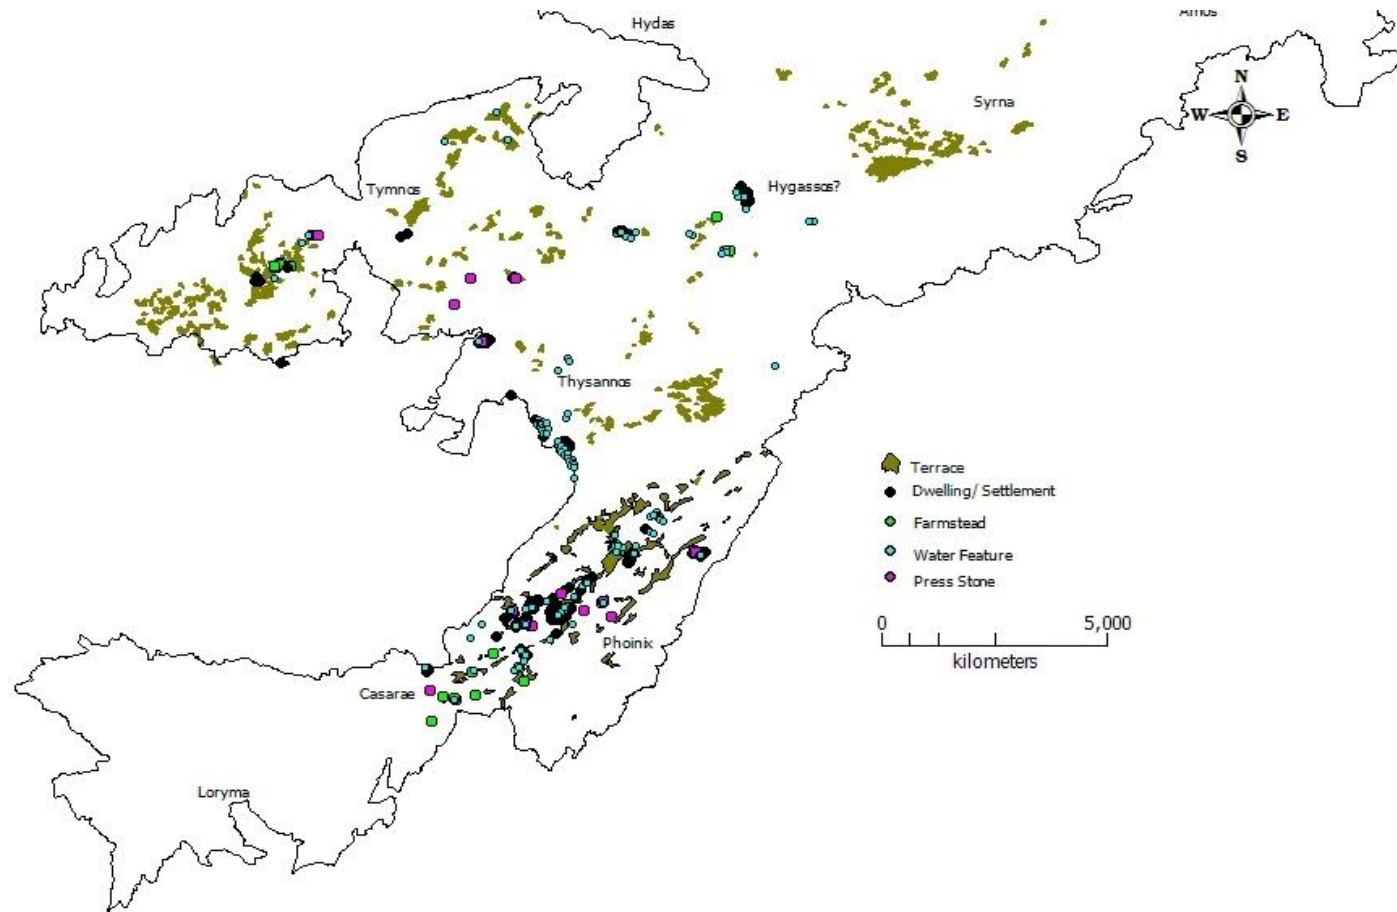 Hydas
Amos
N
Syrna
W E
S
Tymnos
Hygassos?
Thysannos
Terrace
Dwelling/ Settlement
Farmstead
Water Feature
Press Stone
0 5,000
kilometers
Phoinix
Casarae
Loryma